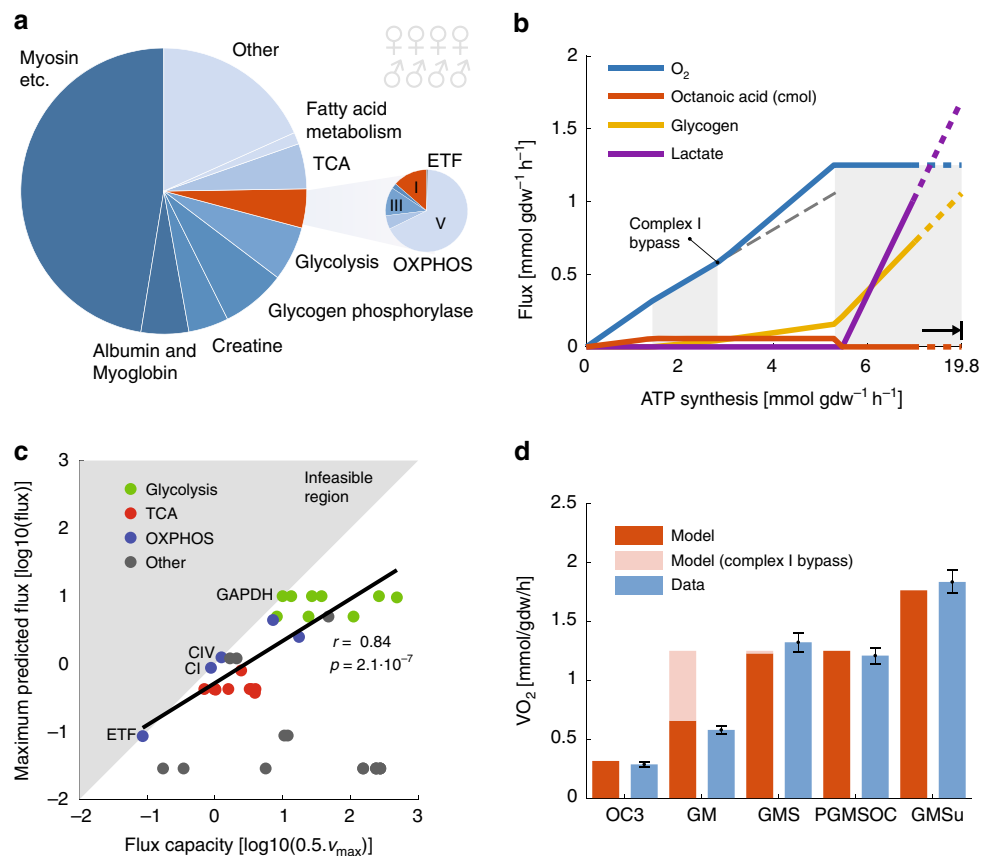 a
Myosin
etc.
Other
Fatty acid
metabolism
TCA
ETF
I
III
V
OXPHOS
Glycolysis
Glycogen phosphorylase
Creatine
Albumin and
Myoglobin
b
2
1.5
1
0.5
0
Flux [mmol gdw⁻¹ h⁻¹]
O₂
Octanoic acid (cmol)
Glycogen
Lactate
Complex I
bypass
0 2 4 6 8 19.8
ATP synthesis [mmol gdw⁻¹ h⁻¹]
c
3
2
1
0
−1
−2
Maximum predicted flux [log10(flux)]
Infeasible
region
Glycolysis
TCA
OXPHOS
Other
GAPDH
CIV
CI
ETF
r = 0.84
p = 2.1·10⁻⁷
−2 −1 0 1 2 3
Flux capacity [log10(0.5.vmax)]
d
2.5
2
1.5
1
0.5
0
VO₂ [mmol/gdw/h]
Model
Model (complex I bypass)
Data
OC3 GM GMS PGMSOC GMSu